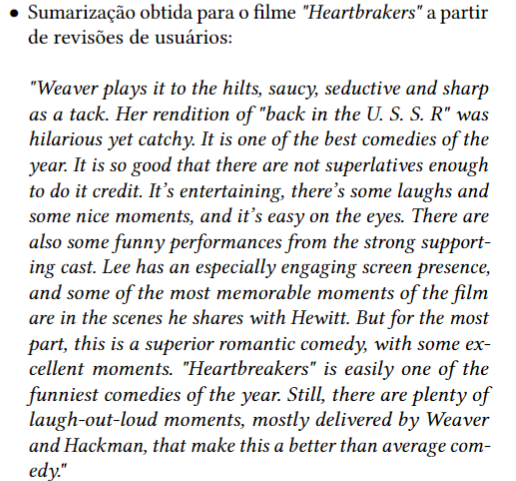 • Sumarização obtida para o filme "Heartbrakers" a partir
de revisões de usuários:
"Weaver plays it to the hilts, saucy, seductive and sharp
as a tack. Her rendition of "back in the U. S. S. R" was
hilarious yet catchy. It is one of the best comedies of the
year. It is so good that there are not superlatives enough
to do it credit. It's entertaining, there's some laughs and
some nice moments, and it's easy on the eyes. There are
also some funny performances from the strong support-
ing cast. Lee has an especially engaging screen presence,
and some of the most memorable moments of the film
are in the scenes he shares with Hewitt. But for the most
part, this is a superior romantic comedy, with some ex-
cellent moments. "Heartbreakers" is easily one of the
funniest comedies of the year. Still, there are plenty of
laugh-out-loud moments, mostly delivered by Weaver
and Hackman, that make this a better than average com-
edy."